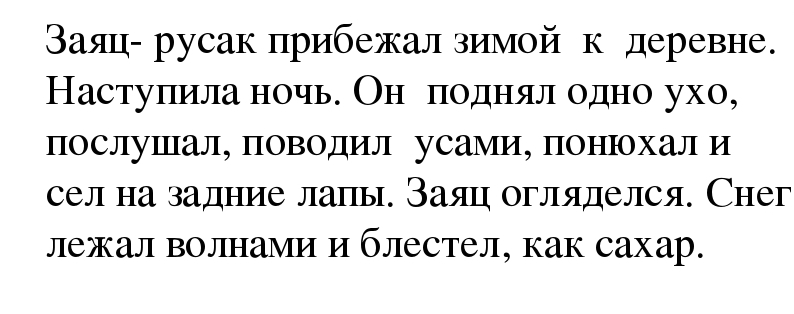 Заяц- русак прибежал зимой  к  деревне.
Наступила ночь. Он  поднял одно ухо,
послушал, поводил  усами, понюхал и
сел на задние лапы. Заяц огляделся. Снег
лежал волнами и блестел, как сахар.